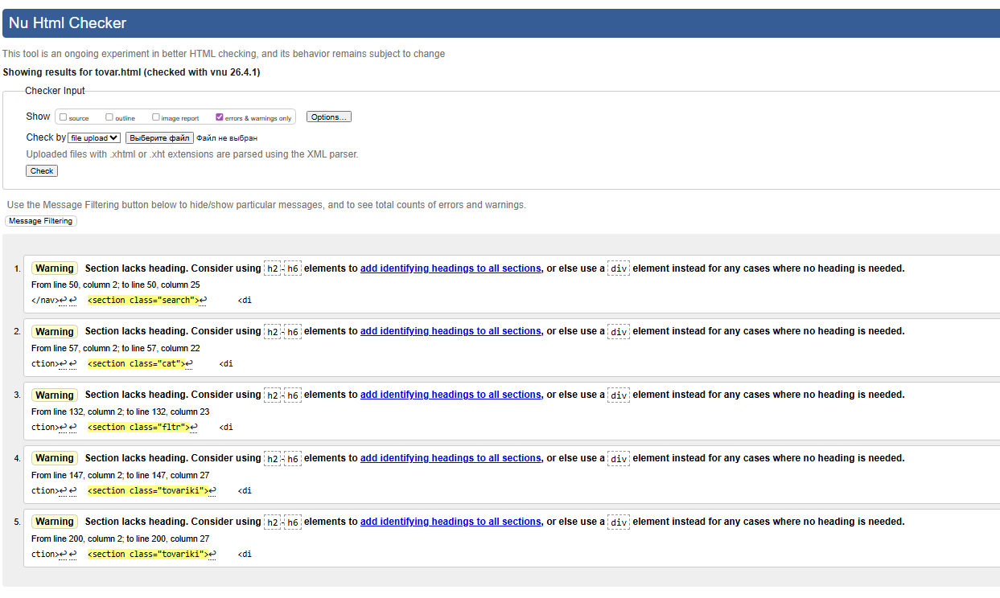 Nu Html Checker
This tool is an ongoing experiment in better HTML checking, and its behavior remains subject to change
Showing results for tovar.html (checked with vnu 26.4.1)
Checker Input
Show source outline image report errors & warnings only Options...
Check by file upload Выберите файл Файл не выбран
Uploaded files with .xhtml or .xht extensions are parsed using the XML parser.
Check
Use the Message Filtering button below to hide/show particular messages, and to see total counts of errors and warnings.
Message Filtering
1. Warning Section lacks heading. Consider using h2-h6 elements to add identifying headings to all sections, or else use a div element instead for any cases where no heading is needed.
From line 50, column 2; to line 50, column 25
</nav>↩ ↩ <section class="search">↩ <di
2. Warning Section lacks heading. Consider using h2-h6 elements to add identifying headings to all sections, or else use a div element instead for any cases where no heading is needed.
From line 57, column 2; to line 57, column 22
ction>↩ ↩ <section class="cat">↩ <di
3. Warning Section lacks heading. Consider using h2-h6 elements to add identifying headings to all sections, or else use a div element instead for any cases where no heading is needed.
From line 132, column 2; to line 132, column 23
ction>↩ ↩ <section class="fltr">↩ <di
4. Warning Section lacks heading. Consider using h2-h6 elements to add identifying headings to all sections, or else use a div element instead for any cases where no heading is needed.
From line 147, column 2; to line 147, column 27
ction>↩ ↩ <section class="tovariki">↩ <di
5. Warning Section lacks heading. Consider using h2-h6 elements to add identifying headings to all sections, or else use a div element instead for any cases where no heading is needed.
From line 200, column 2; to line 200, column 27
ction>↩ ↩ <section class="tovariki">↩ <di